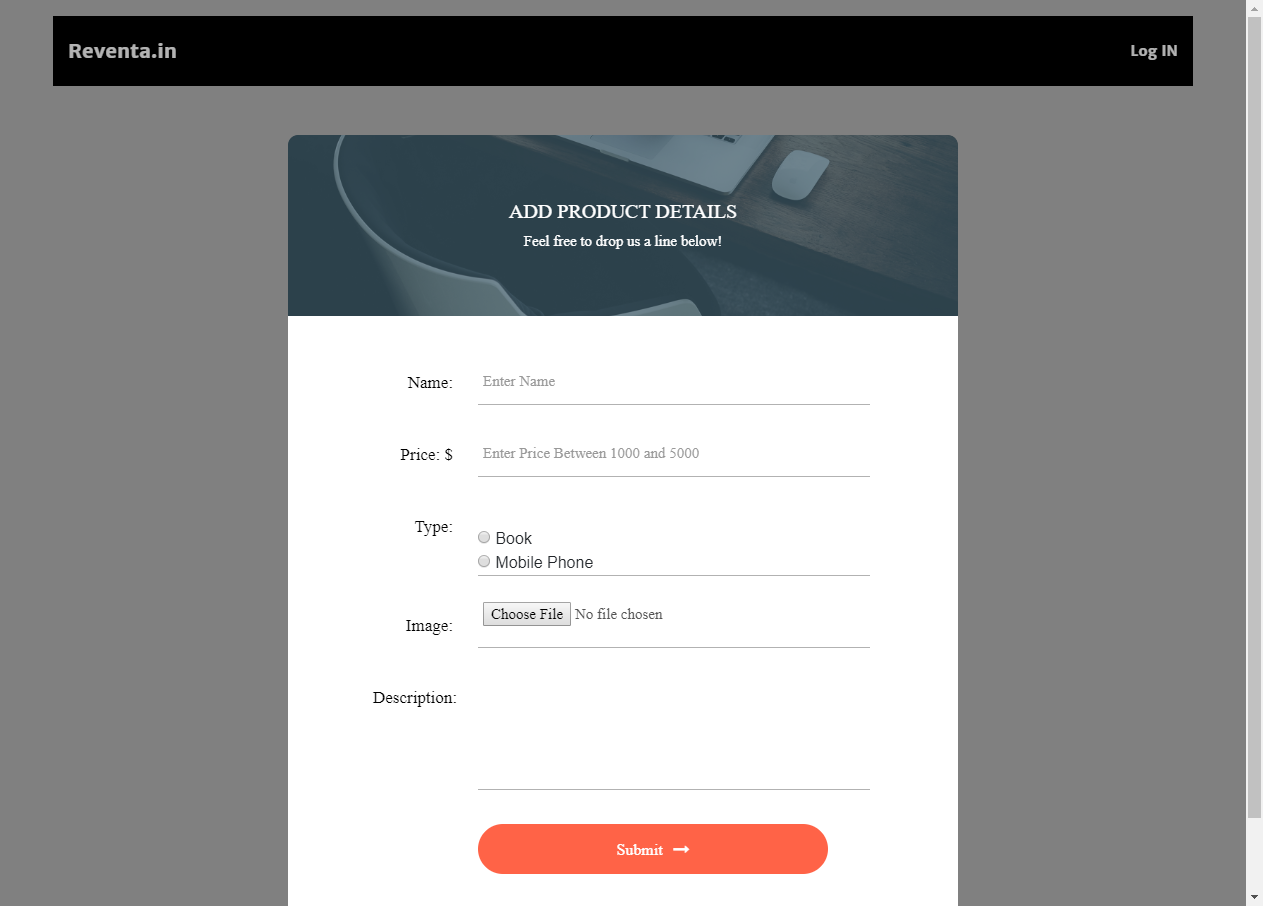 Reventa.in
Log IN
ADD PRODUCT DETAILS
Feel free to drop us a line below!
Name: Enter Name
Price: $ Enter Price Between 1000 and 5000
Type:
Book
Mobile Phone
Image: Choose File No file chosen
Description:
Submit